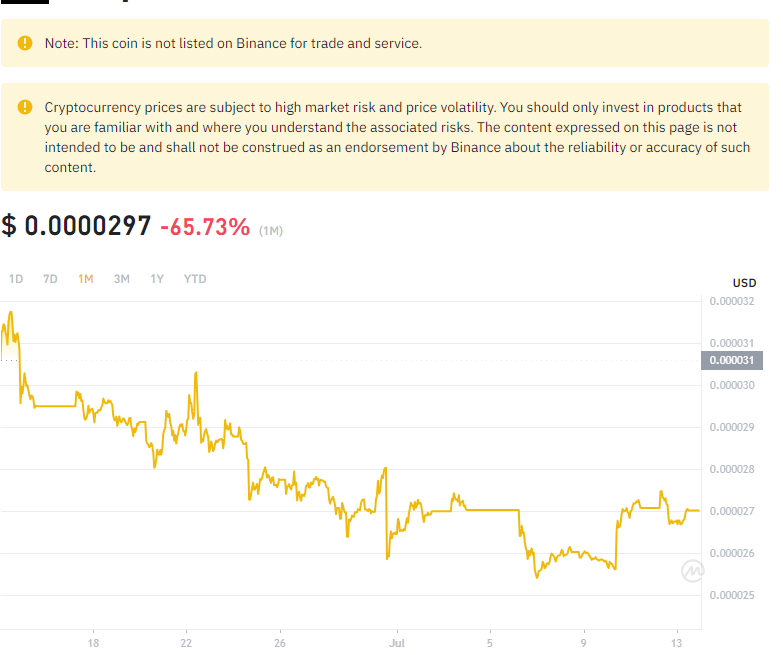 Note: This coin is not listed on Binance for trade and service.
Cryptocurrency prices are subject to high market risk and price volatility. You should only invest in products that
you are familiar with and where you understand the associated risks. The content expressed on this page is not
intended to be and shall not be construed as an endorsement by Binance about the reliability or accuracy of such
content.
$ 0.0000297 -65.73% (1M)
1D 7D 1M 3M 1Y YTD
USD
0.000032
0.000031
0.000031
0.000030
0.000029
0.000028
0.000027
0.000026
0.000025
18 22 26 Jul 5 9 13